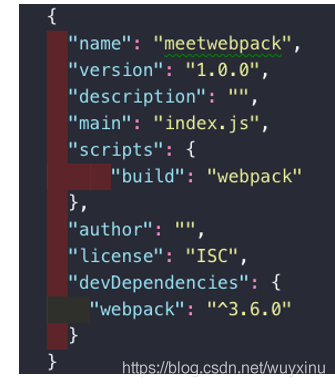 {
"name": "meetwebpack",
"version": "1.0.0",
"description": "",
"main": "index.js",
"scripts": {
"build": "webpack"
},
"author": "",
"license": "ISC",
"devDependencies": {
"webpack": "^3.6.0"
}
}
https://blog.csdn.net/wuyxinu